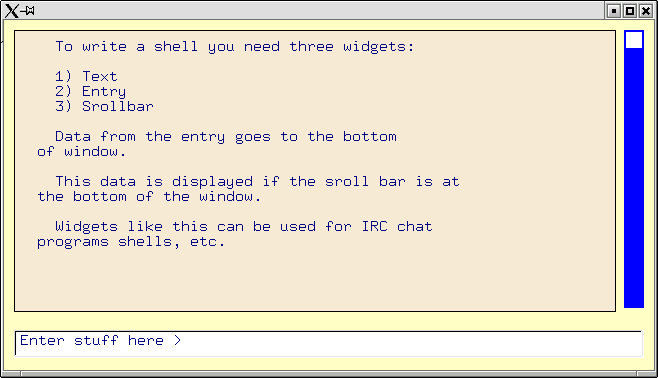 To write a shell you need three widgets:
1) Text
2) Entry
3) Srollbar
Data from the entry goes to the bottom
of window.
This data is displayed if the sroll bar is at
the bottom of the window.
Widgets like this can be used for IRC chat
programs shells, etc.
Enter stuff here >